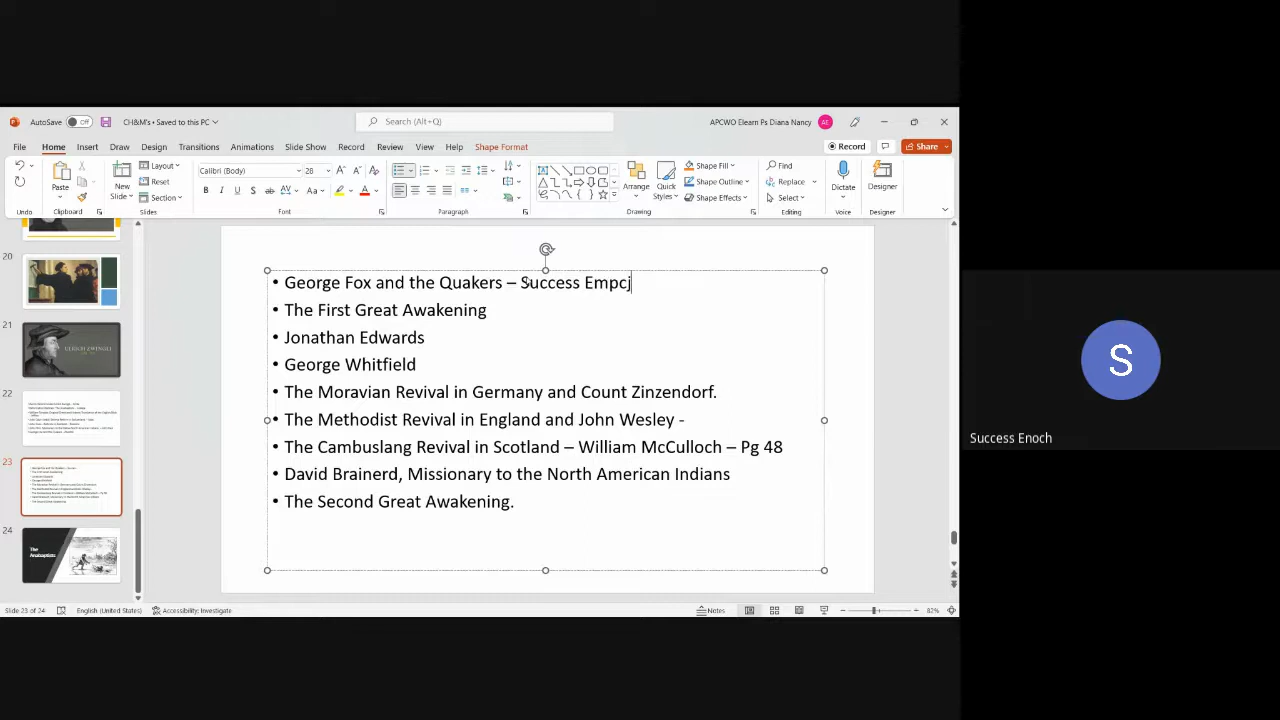 AutoSave Off CH&M's • Saved to this PC Search (Alt+Q) APCWO Elearn Ps Diana Nancy AE
File Home Insert Draw Design Transitions Animations Slide Show Record Review View Help Shape Format Record Share
Paste New Slide Layout Reset Section Calibri (Body) 28 Arrange Quick Styles Shape Fill Shape Outline Shape Effects Find Replace Select Dictate Designer
Undo Clipboard Slides Font Paragraph Drawing Editing Voice Designer
20
21
22
23
24
The Anabaptists
• George Fox and the Quakers – Success Empcj
• The First Great Awakening
• Jonathan Edwards
• George Whitfield
• The Moravian Revival in Germany and Count Zinzendorf.
• The Methodist Revival in England and John Wesley -
• The Cambuslang Revival in Scotland – William McCulloch – Pg 48
• David Brainerd, Missionary to the North American Indians
• The Second Great Awakening.
Slide 23 of 24 English (United States) Accessibility: Investigate Notes 82%
S
Success Enoch